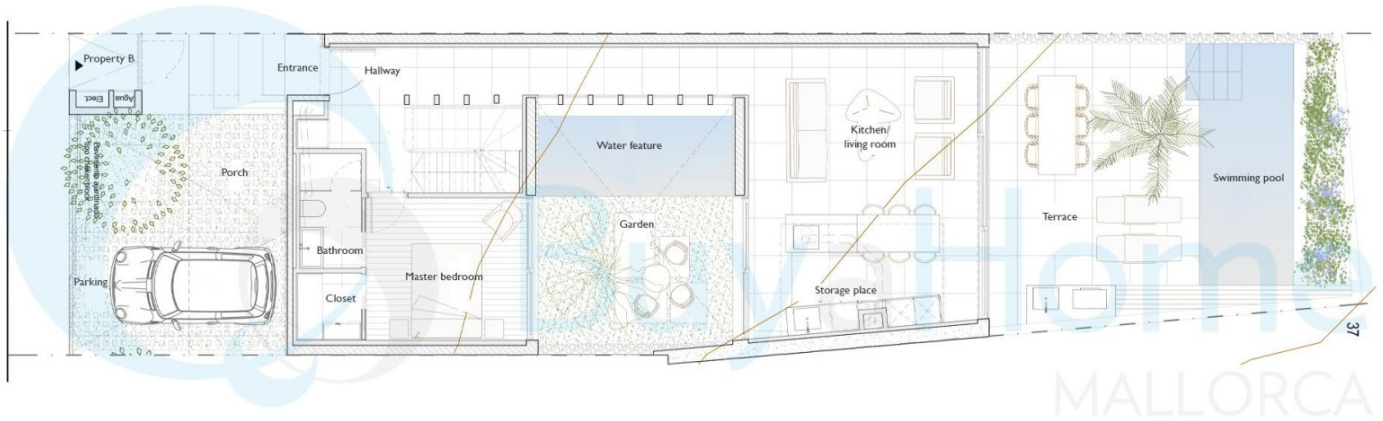 Property B
Elect.
Agua
Entrance
Hallway
Porch
Parking
Bathroom
Closet
Master bedroom
Water feature
Garden
Kitchen/
living room
Storage place
Terrace
Swimming pool
37
BuyaHome
MALLORCA